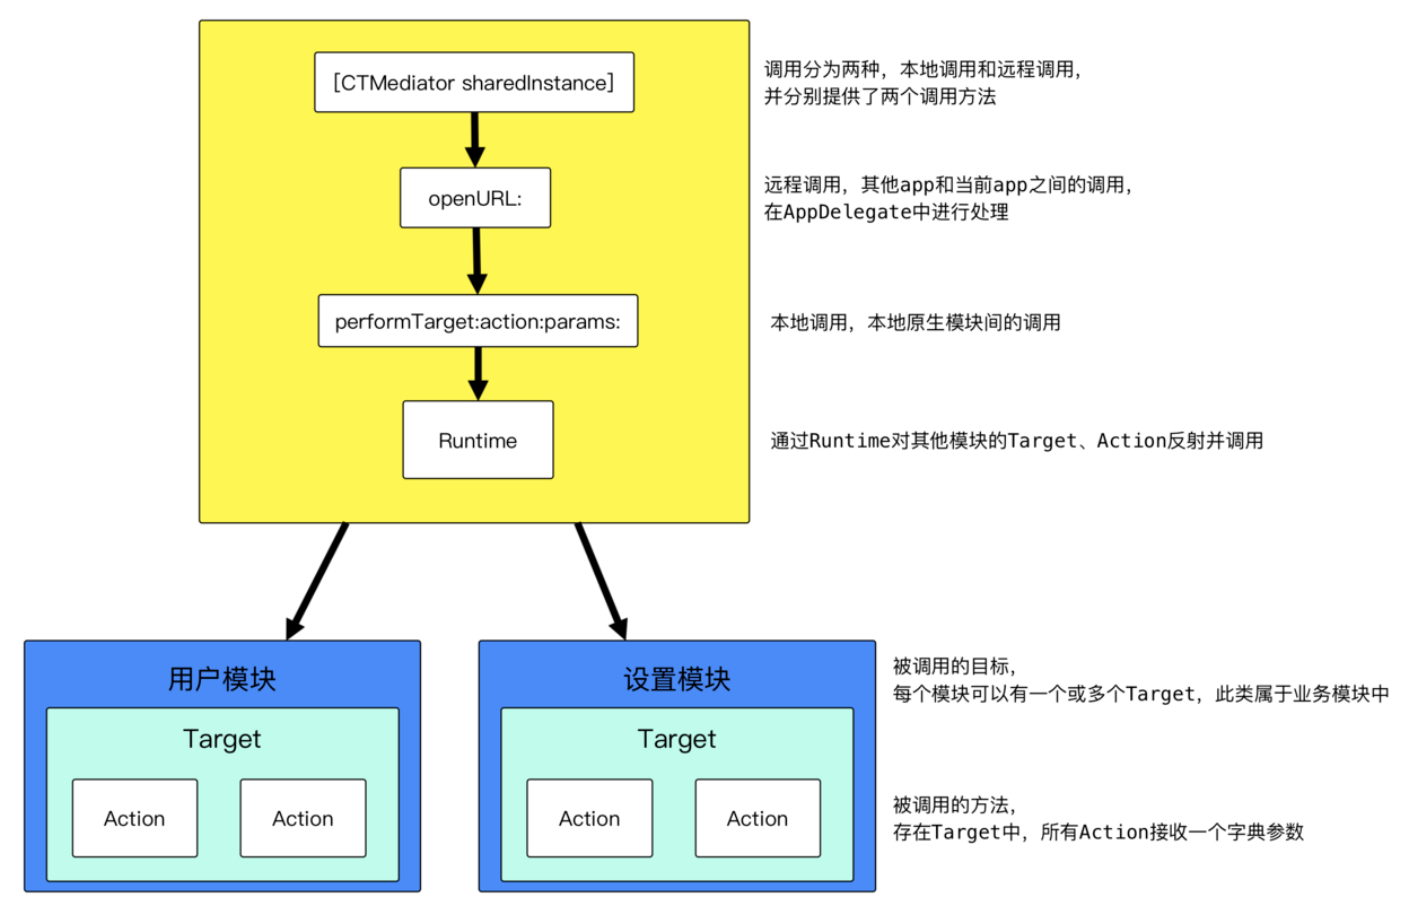 [CTMediator sharedInstance]
调用分为两种，本地调用和远程调用，
并分别提供了两个调用方法
openURL:
远程调用，其他app和当前app之间的调用，
在AppDelegate中进行处理
performTarget:action:params:
本地调用，本地原生模块间的调用
Runtime
通过Runtime对其他模块的Target、Action反射并调用
用户模块
Target
Action
Action
设置模块
Target
Action
Action
被调用的目标，
每个模块可以有一个或多个Target，此类属于业务模块中
被调用的方法，
存在Target中，所有Action接收一个字典参数